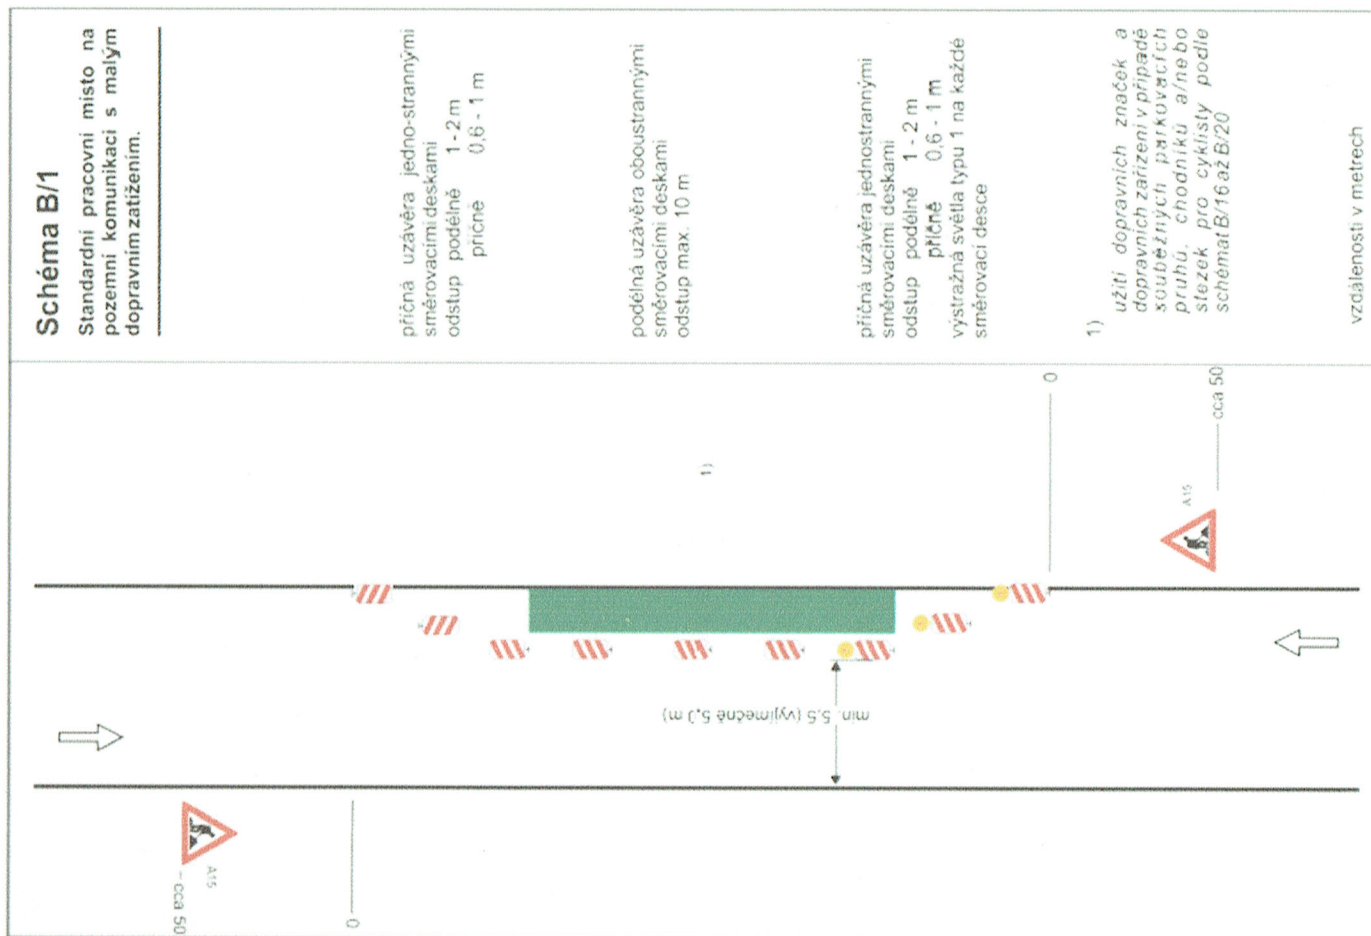 Schéma B/1
Standardní pracovní místo na
pozemní komunikaci s malým
dopravním zatížením.
příčná uzávěra jedno-strannými
směrovacími deskami
odstup podélně 1 - 2 m
příčně 0,6 - 1 m
podélná uzávěra oboustrannými
směrovacími deskami
odstup max. 10 m
příčná uzávěra jednostrannými
směrovacími deskami
odstup podélně 1 - 2 m
příčně 0,6 - 1 m
výstražná světla typu 1 na každé
směrovací desce
1)
užití dopravních značek a
dopravních zařízení v případě
souběžných parkovacích
pruhů, chodníků a/nebo
stezek pro cyklisty podle
schémat B/16 až B/20
vzdálenosti v metrech
1)
0
cca 50
A15
min. 5,5 (vyjímečně 5,0 m)
A15
cca 50
0